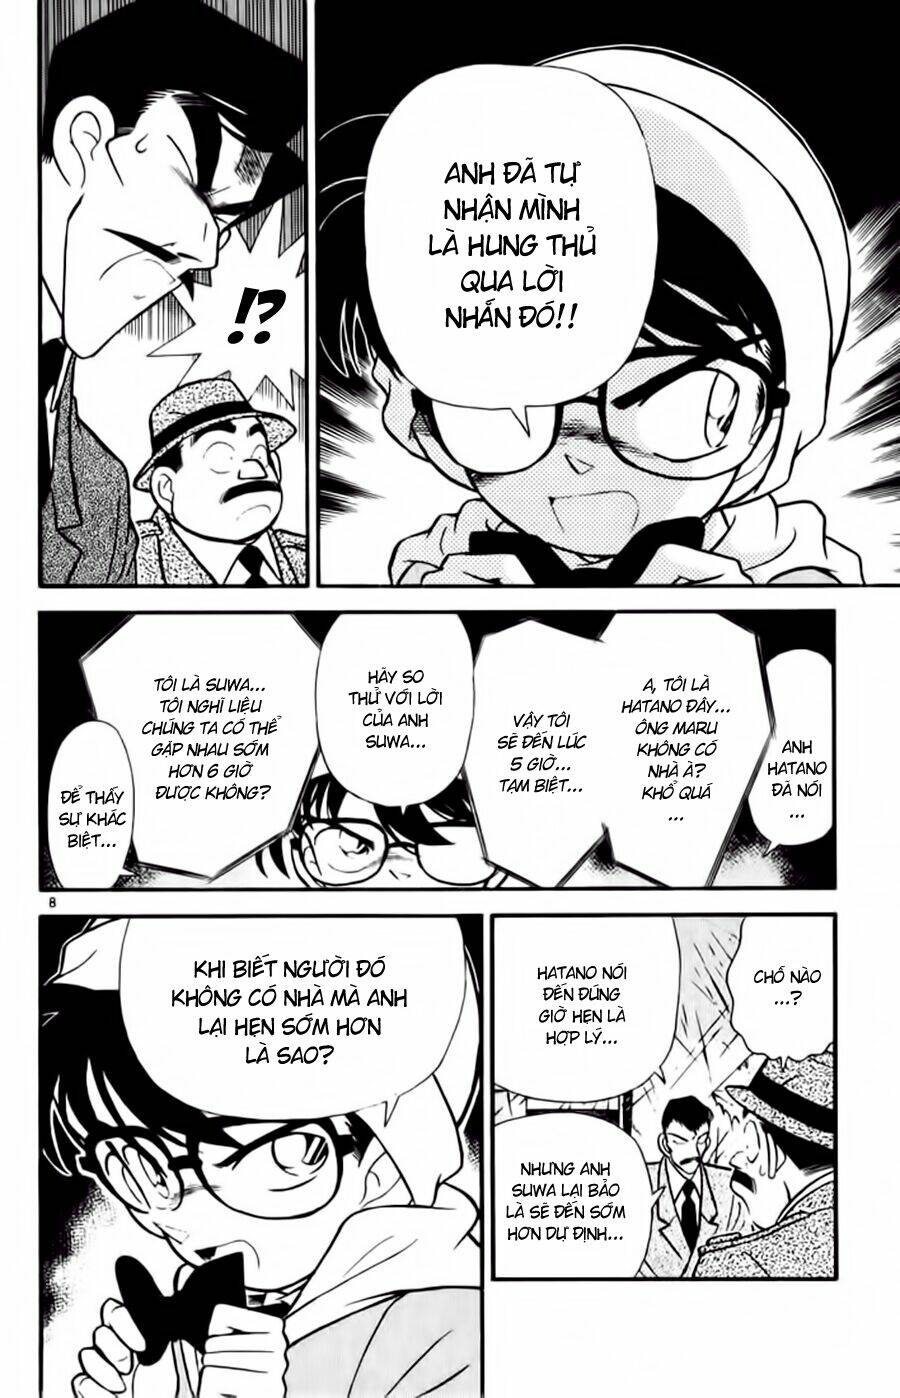 ANH ĐÃ TỰ
NHẬN MÌNH
LÀ HUNG THỦ
QUA LỜI
NHẮN ĐÓ!!
!?
ANH
HATANO
ĐÃ NÓI
...
A, TÔI LÀ
HATANO ĐÂY...
ÔNG MARU
KHÔNG CÓ
NHÀ À?
KHỔ QUÁ
...
VẬY TÔI
SẼ ĐẾN LÚC
5 GIỜ...
TẠM BIỆT...
HÃY SO
THỬ VỚI LỜI
CỦA ANH
SUWA...
TÔI LÀ SUWA...
TÔI NGHĨ LIỆU
CHÚNG TA CÓ THỂ
GẶP NHAU SỚM
HƠN 6 GIỜ
ĐƯỢC KHÔNG?
ĐỂ THẤY
SỰ KHÁC
BIỆT...
8
CHỖ NÀO
...?
HATANO NÓI
ĐẾN ĐÚNG
GIỜ HẸN LÀ
HỢP LÝ...
NHƯNG ANH
SUWA LẠI BẢO
LÀ SẼ ĐẾN SỚM
HƠN DỰ ĐỊNH...
KHI BIẾT NGƯỜI ĐÓ
KHÔNG CÓ NHÀ MÀ ANH
LẠI HẸN SỚM HƠN
LÀ SAO?